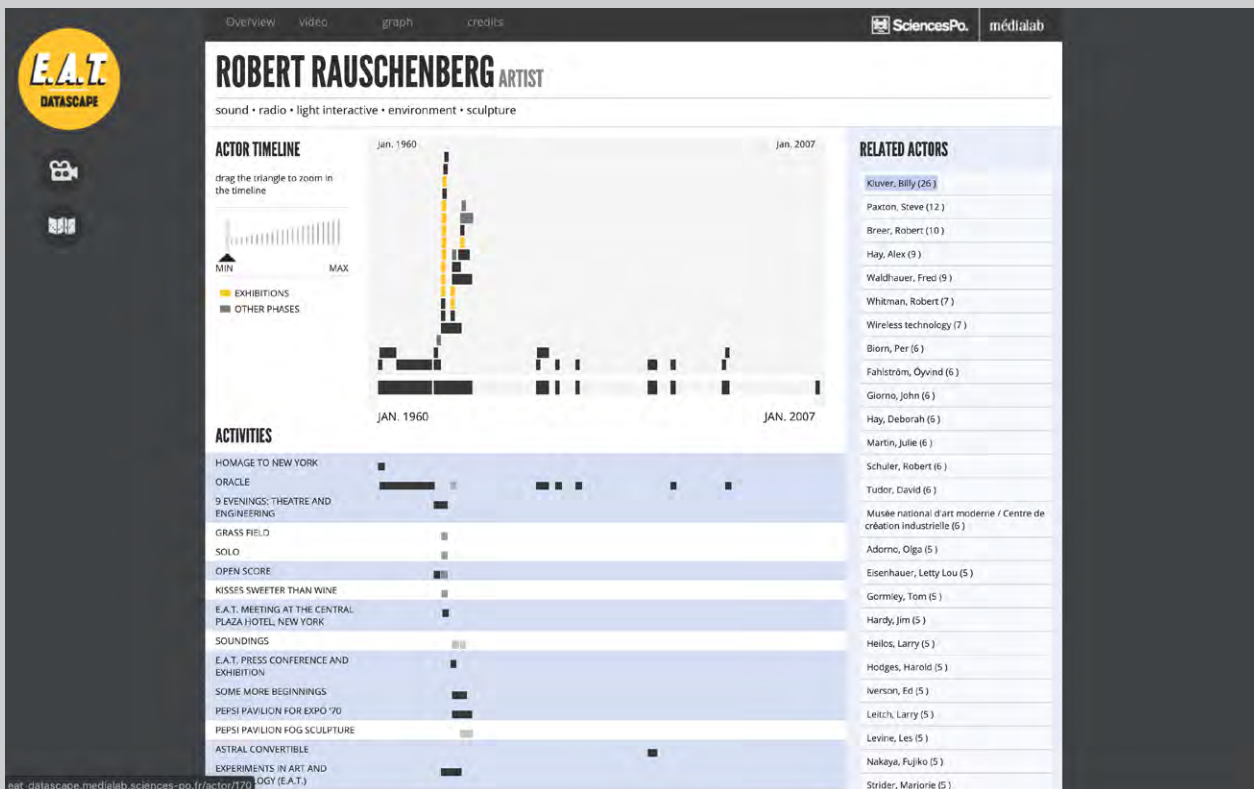 Overview video graph credits
SciencesPo. médialab
E.A.T.
DATASCAPE
ROBERT RAUSCHENBERG ARTIST
sound • radio • light interactive • environment • sculpture
ACTOR TIMELINE
drag the triangle to zoom in
the timeline
MIN MAX
EXHIBITIONS
OTHER PHASES
Jan. 1960 Jan. 2007
JAN. 1960 JAN. 2007
ACTIVITIES
HOMAGE TO NEW YORK
ORACLE
9 EVENINGS: THEATRE AND
ENGINEERING
GRASS FIELD
SOLO
OPEN SCORE
KISSES SWEETER THAN WINE
E.A.T. MEETING AT THE CENTRAL
PLAZA HOTEL, NEW YORK
SOUNDINGS
E.A.T. PRESS CONFERENCE AND
EXHIBITION
SOME MORE BEGINNINGS
PEPSI PAVILION FOR EXPO '70
PEPSI PAVILION FOG SCULPTURE
ASTRAL CONVERTIBLE
EXPERIMENTS IN ART AND
OLOGY (E.A.T.)
RELATED ACTORS
Kluver, Billy (26 )
Paxton, Steve (12 )
Breer, Robert (10 )
Hay, Alex (9 )
Waldhauer, Fred (9 )
Whitman, Robert (7 )
Wireless technology (7 )
Biorn, Per (6 )
Fahlström, Öyvind (6 )
Giorno, John (6 )
Hay, Deborah (6 )
Martin, Julie (6 )
Schuler, Robert (6 )
Tudor, David (6 )
Musée national d'art moderne / Centre de
création industrielle (6 )
Adorno, Olga (5 )
Eisenhauer, Letty Lou (5 )
Gormley, Tom (5 )
Hardy, Jim (5 )
Heilos, Larry (5 )
Hodges, Harold (5 )
Iverson, Ed (5 )
Leitch, Larry (5 )
Levine, Les (5 )
Nakaya, Fujiko (5 )
Strider, Marjorie (5 )
eat-datascape.medialab.sciences-po.fr/actor/170